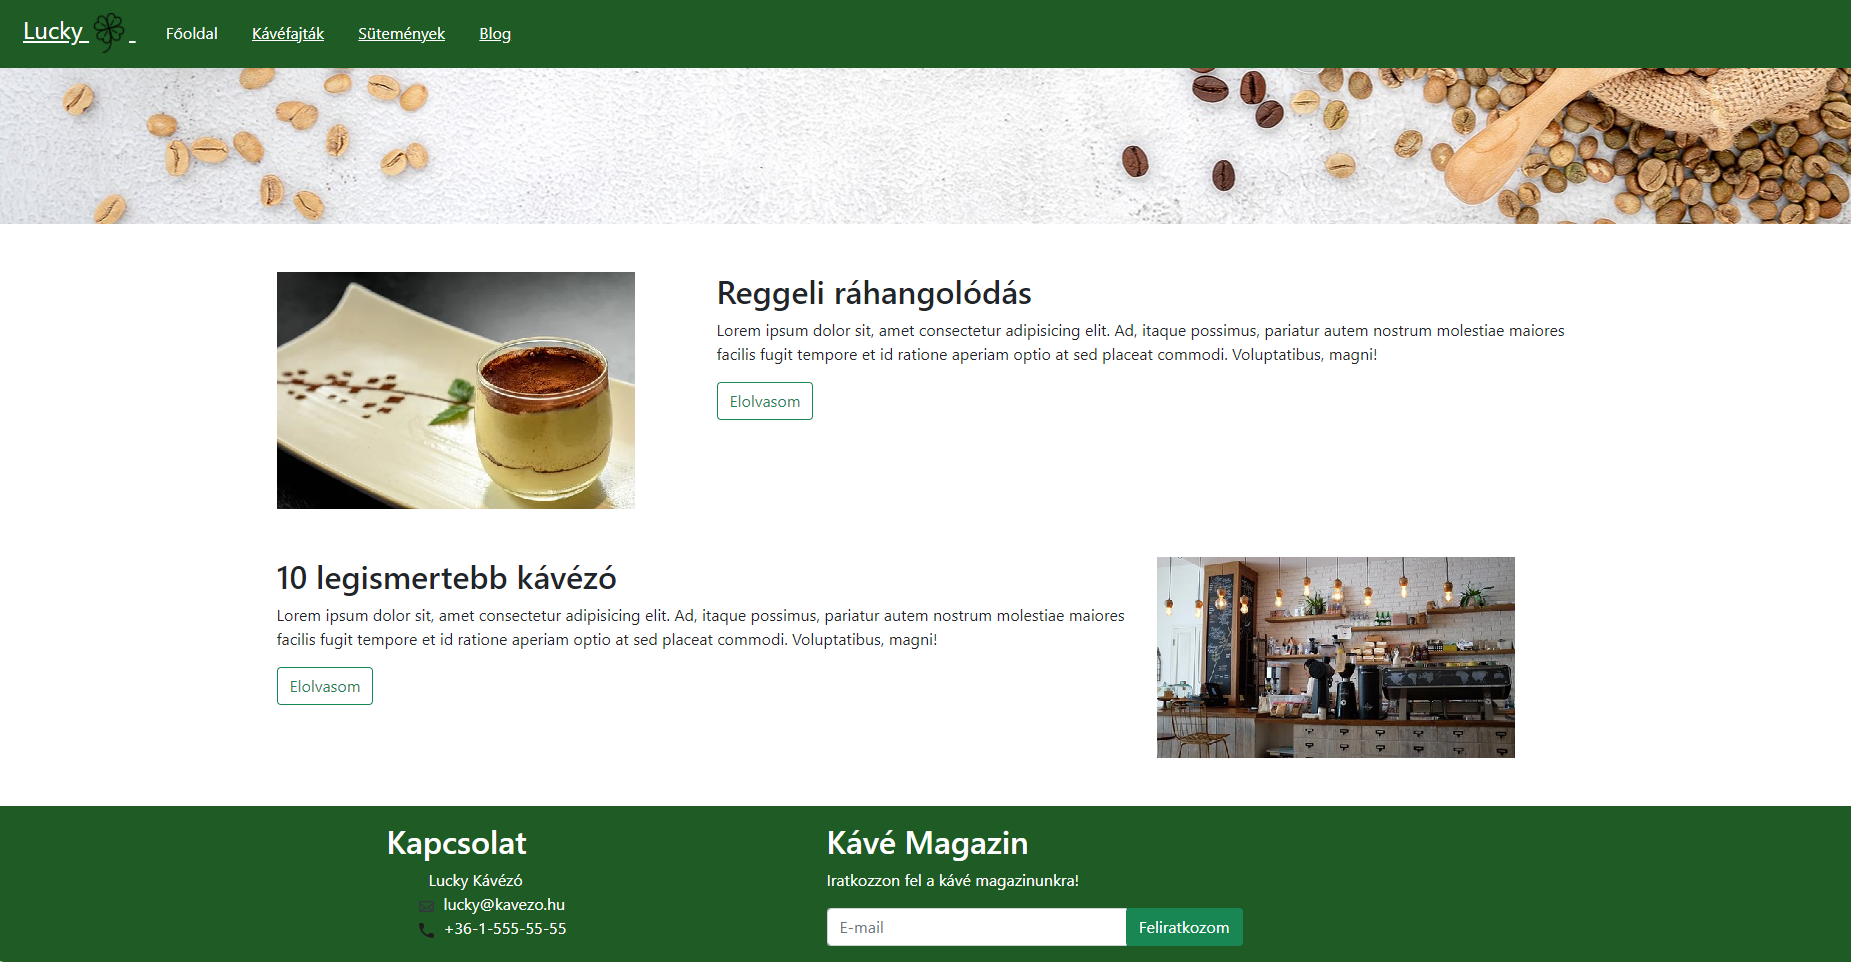 Lucky
Főoldal
Kávéfajták
Sütemények
Blog
Reggeli ráhangolódás
Lorem ipsum dolor sit, amet consectetur adipisicing elit. Ad, itaque possimus, pariatur autem nostrum molestiae maiores
facilis fugit tempore et id ratione aperiam optio at sed placeat commodi. Voluptatibus, magni!
Elolvasom
10 legismertebb kávézó
Lorem ipsum dolor sit, amet consectetur adipisicing elit. Ad, itaque possimus, pariatur autem nostrum molestiae maiores
facilis fugit tempore et id ratione aperiam optio at sed placeat commodi. Voluptatibus, magni!
Elolvasom
Kapcsolat
Lucky Kávézó
lucky@kavezo.hu
+36-1-555-55-55
Kávé Magazin
Iratkozzon fel a kávé magazinunkra!
E-mail
Feliratkozom